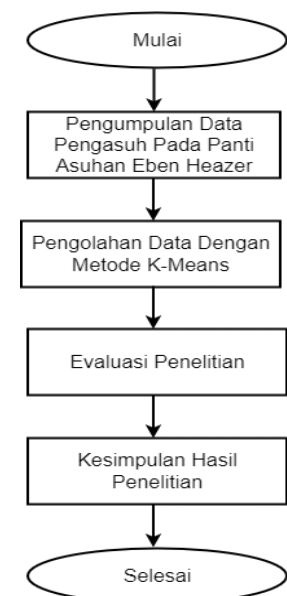 Mulai
Pengumpulan Data
Pengasuh Pada Panti
Asuhan Eben Heazer
Pengolahan Data Dengan
Metode K-Means
Evaluasi Penelitian
Kesimpulan Hasil
Penelitian
Selesai